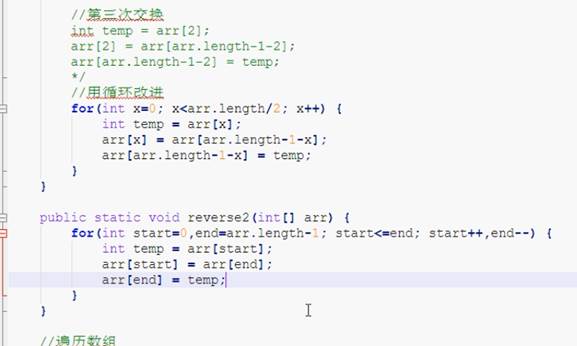 //第三次交换
int temp = arr[2];
arr[2] = arr[arr.length-1-2];
arr[arr.length-1-2] = temp;
*/
//用循环改进
for(int x=0; x<arr.length/2; x++) {
int temp = arr[x];
arr[x] = arr[arr.length-1-x];
arr[arr.length-1-x] = temp;
}
}
public static void reverse2(int[] arr) {
for(int start=0,end=arr.length-1; start<=end; start++,end--) {
int temp = arr[start];
arr[start] = arr[end];
arr[end] = temp;
}
}
//遍历数组